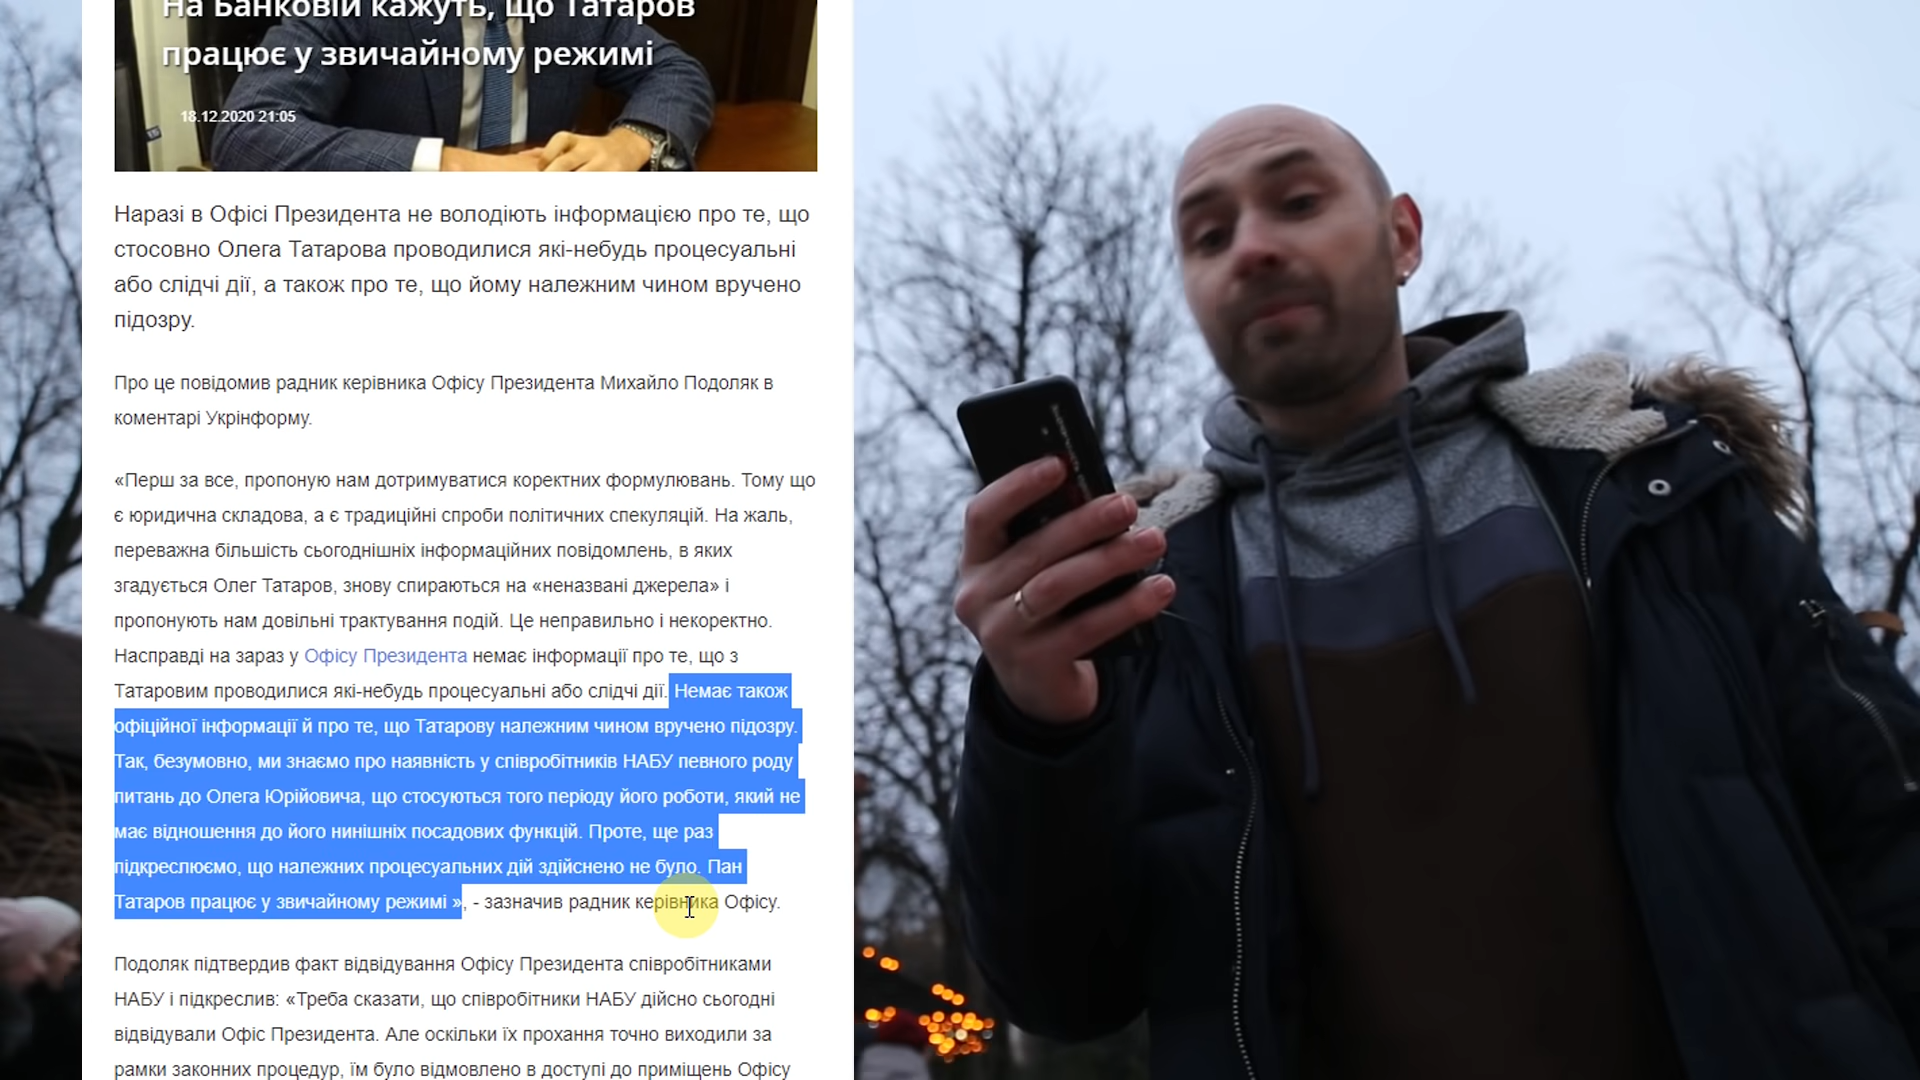 На Банковій кажуть, що Татаров
працює у звичайному режимі
18.12.2020 21:05
Наразі в Офісі Президента не володіють інформацією про те, що
стосовно Олега Татарова проводилися які-небудь процесуальні
або слідчі дії, а також про те, що йому належним чином вручено
підозру.
Про це повідомив радник керівника Офісу Президента Михайло Подоляк в
коментарі Укрінформу.
«Перш за все, пропоную нам дотримуватися коректних формулювань. Тому що
є юридична складова, а є традиційні спроби політичних спекуляцій. На жаль,
переважна більшість сьогоднішніх інформаційних повідомлень, в яких
згадується Олег Татаров, знову спираються на «неназвані джерела» і
пропонують нам довільні трактування подій. Це неправильно і некоректно.
Насправді на зараз у Офісу Президента немає інформації про те, що з
Татаровим проводилися які-небудь процесуальні або слідчі дії. Немає також
офіційної інформації й про те, що Татарову належним чином вручено підозру.
Так, безумовно, ми знаємо про наявність у співробітників НАБУ певного роду
питань до Олега Юрійовича, що стосуються того періоду його роботи, який не
має відношення до його нинішніх посадових функцій. Проте, ще раз
підкреслюємо, що належних процесуальних дій здійснено не було. Пан
Татаров працює у звичайному режимі », - зазначив радник керівника Офісу.
Подоляк підтвердив факт відвідування Офісу Президента співробітниками
НАБУ і підкреслив: «Треба сказати, що співробітники НАБУ дійсно сьогодні
відвідували Офіс Президента. Але оскільки їх прохання точно виходили за
рамки законних процедур, їм було відмовлено в доступі до приміщень Офісу